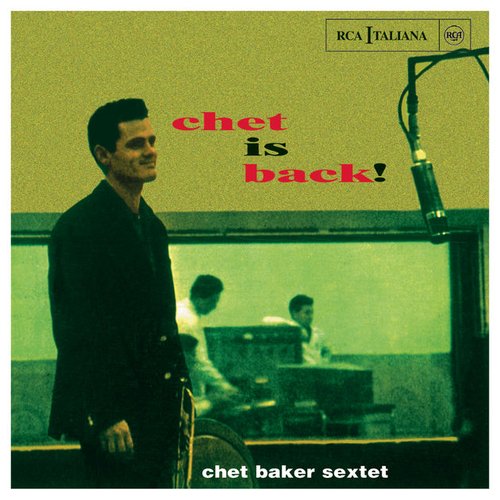 RCA ITALIANA
RCA
chet
is
back!
chet baker sextet